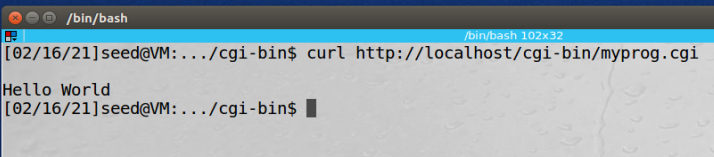 /bin/bash
/bin/bash 102x32
[02/16/21]seed@VM:.../cgi-bin$ curl http://localhost/cgi-bin/myprog.cgi
Hello World
[02/16/21]seed@VM:.../cgi-bin$